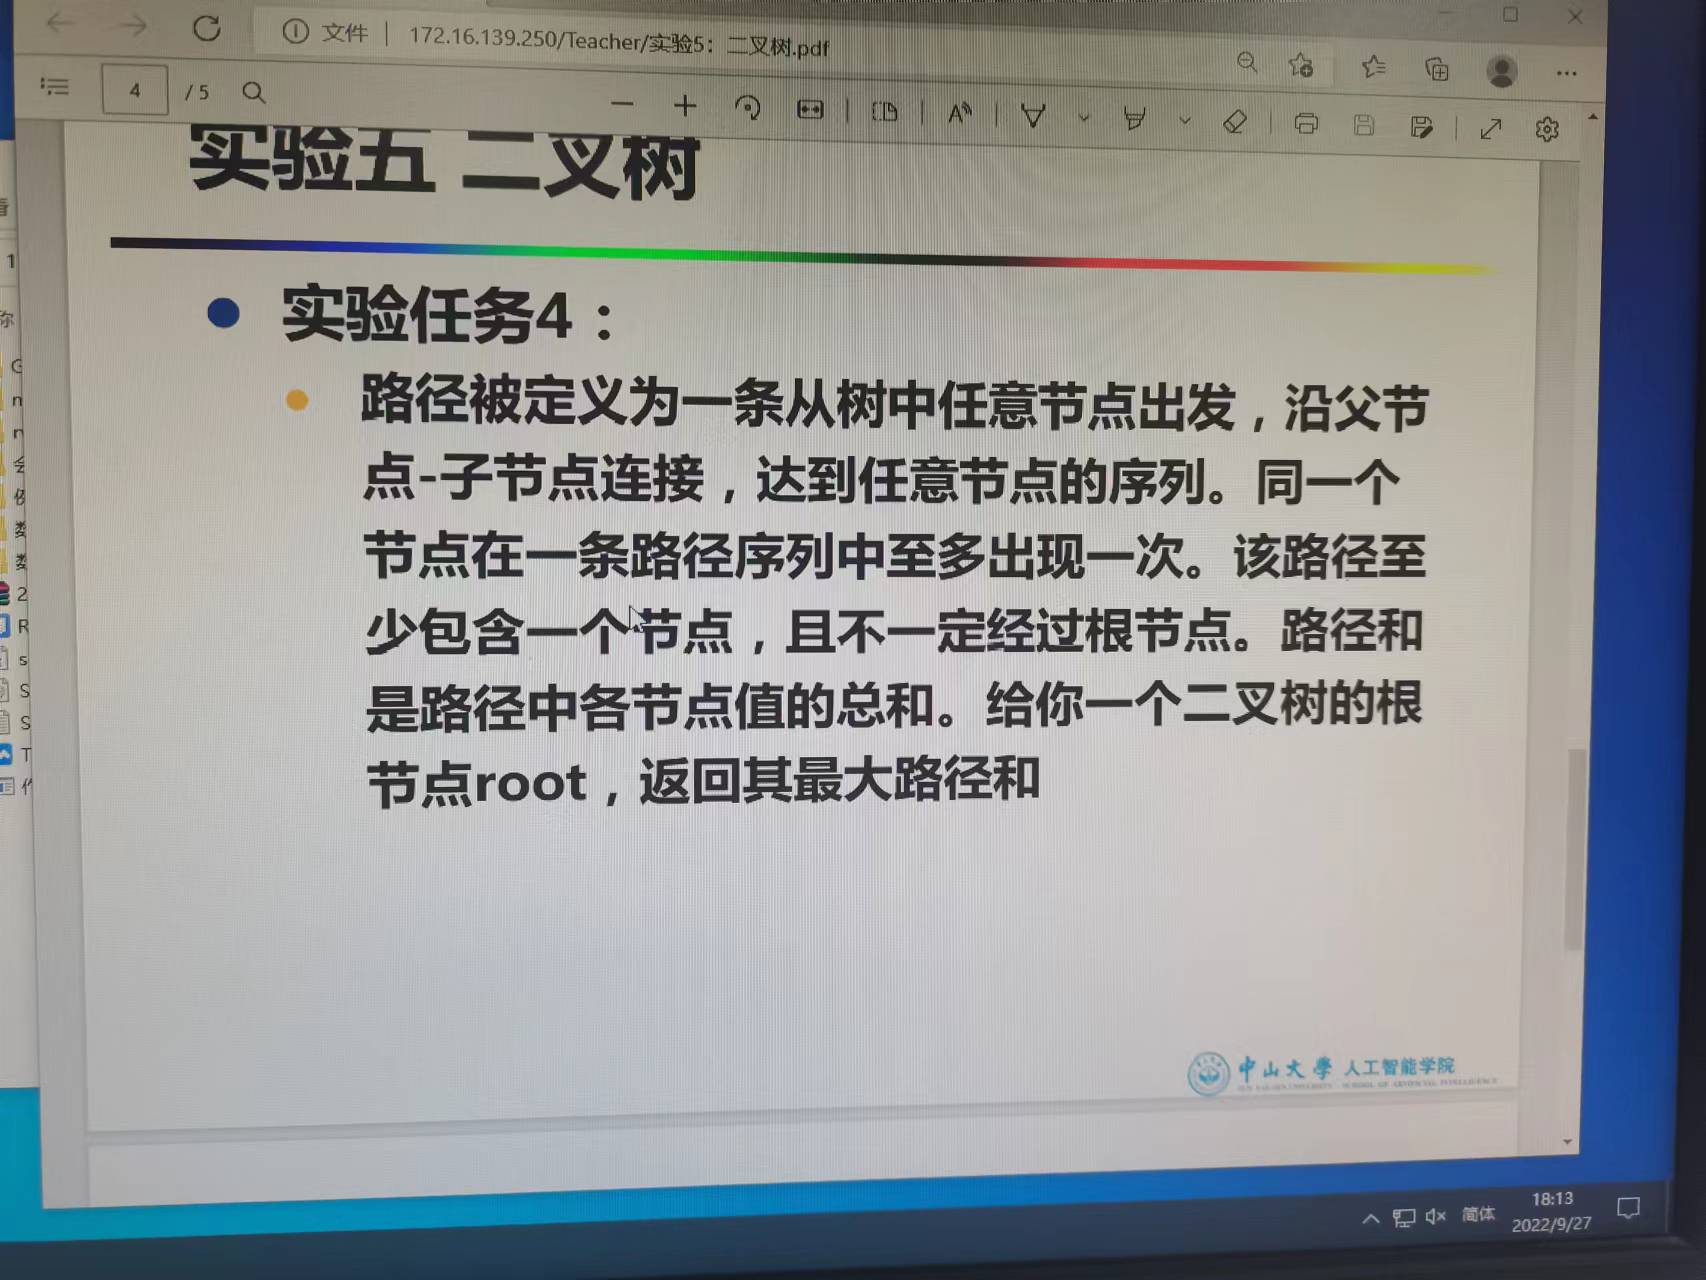 文件 172.16.139.250/Teacher/实验5：二叉树.pdf
4 / 5
实验五 二叉树
实验任务4：
路径被定义为一条从树中任意节点出发，沿父节
点-子节点连接，达到任意节点的序列。同一个
节点在一条路径序列中至多出现一次。该路径至
少包含一个节点，且不一定经过根节点。路径和
是路径中各节点值的总和。给你一个二叉树的根
节点root，返回其最大路径和
中山大學 人工智能学院
简体
18:13
2022/9/27